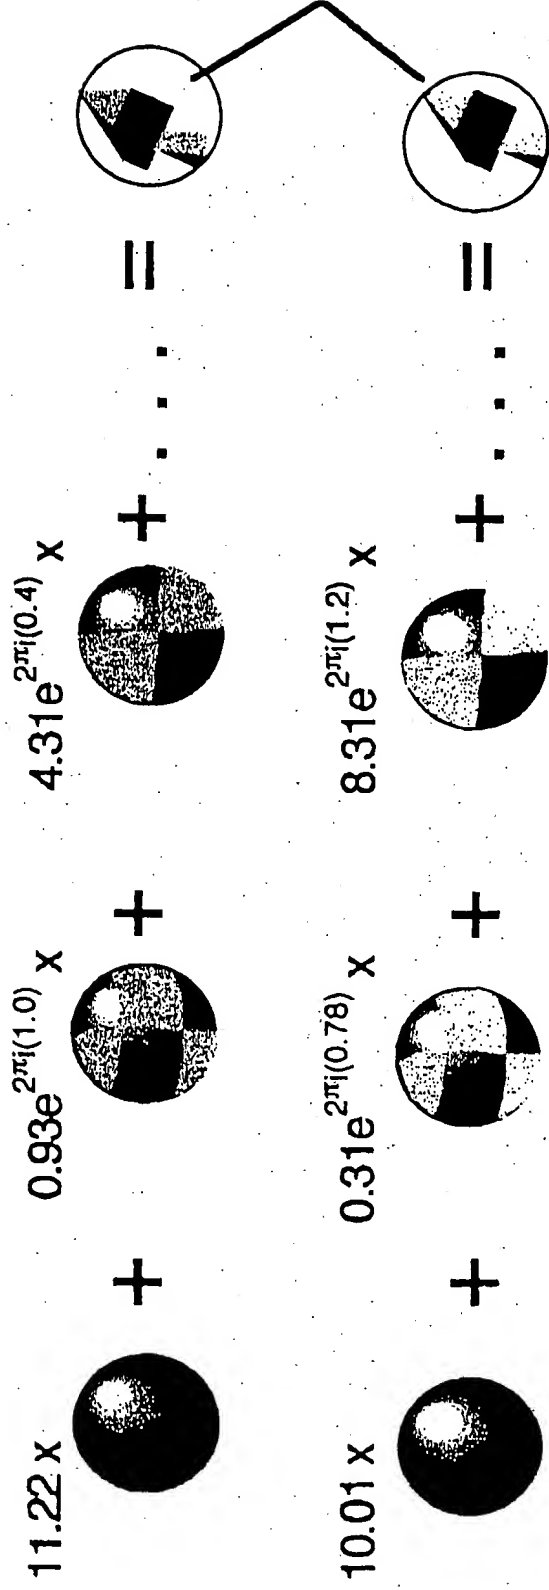 11.22 x + 0.93e^{2πi(1.0)} x + 4.31e^{2πi(0.4)} x + . . . =
10.01 x + 0.31e^{2πi(0.78)} x + 8.31e^{2πi(1.2)} x + . . . =